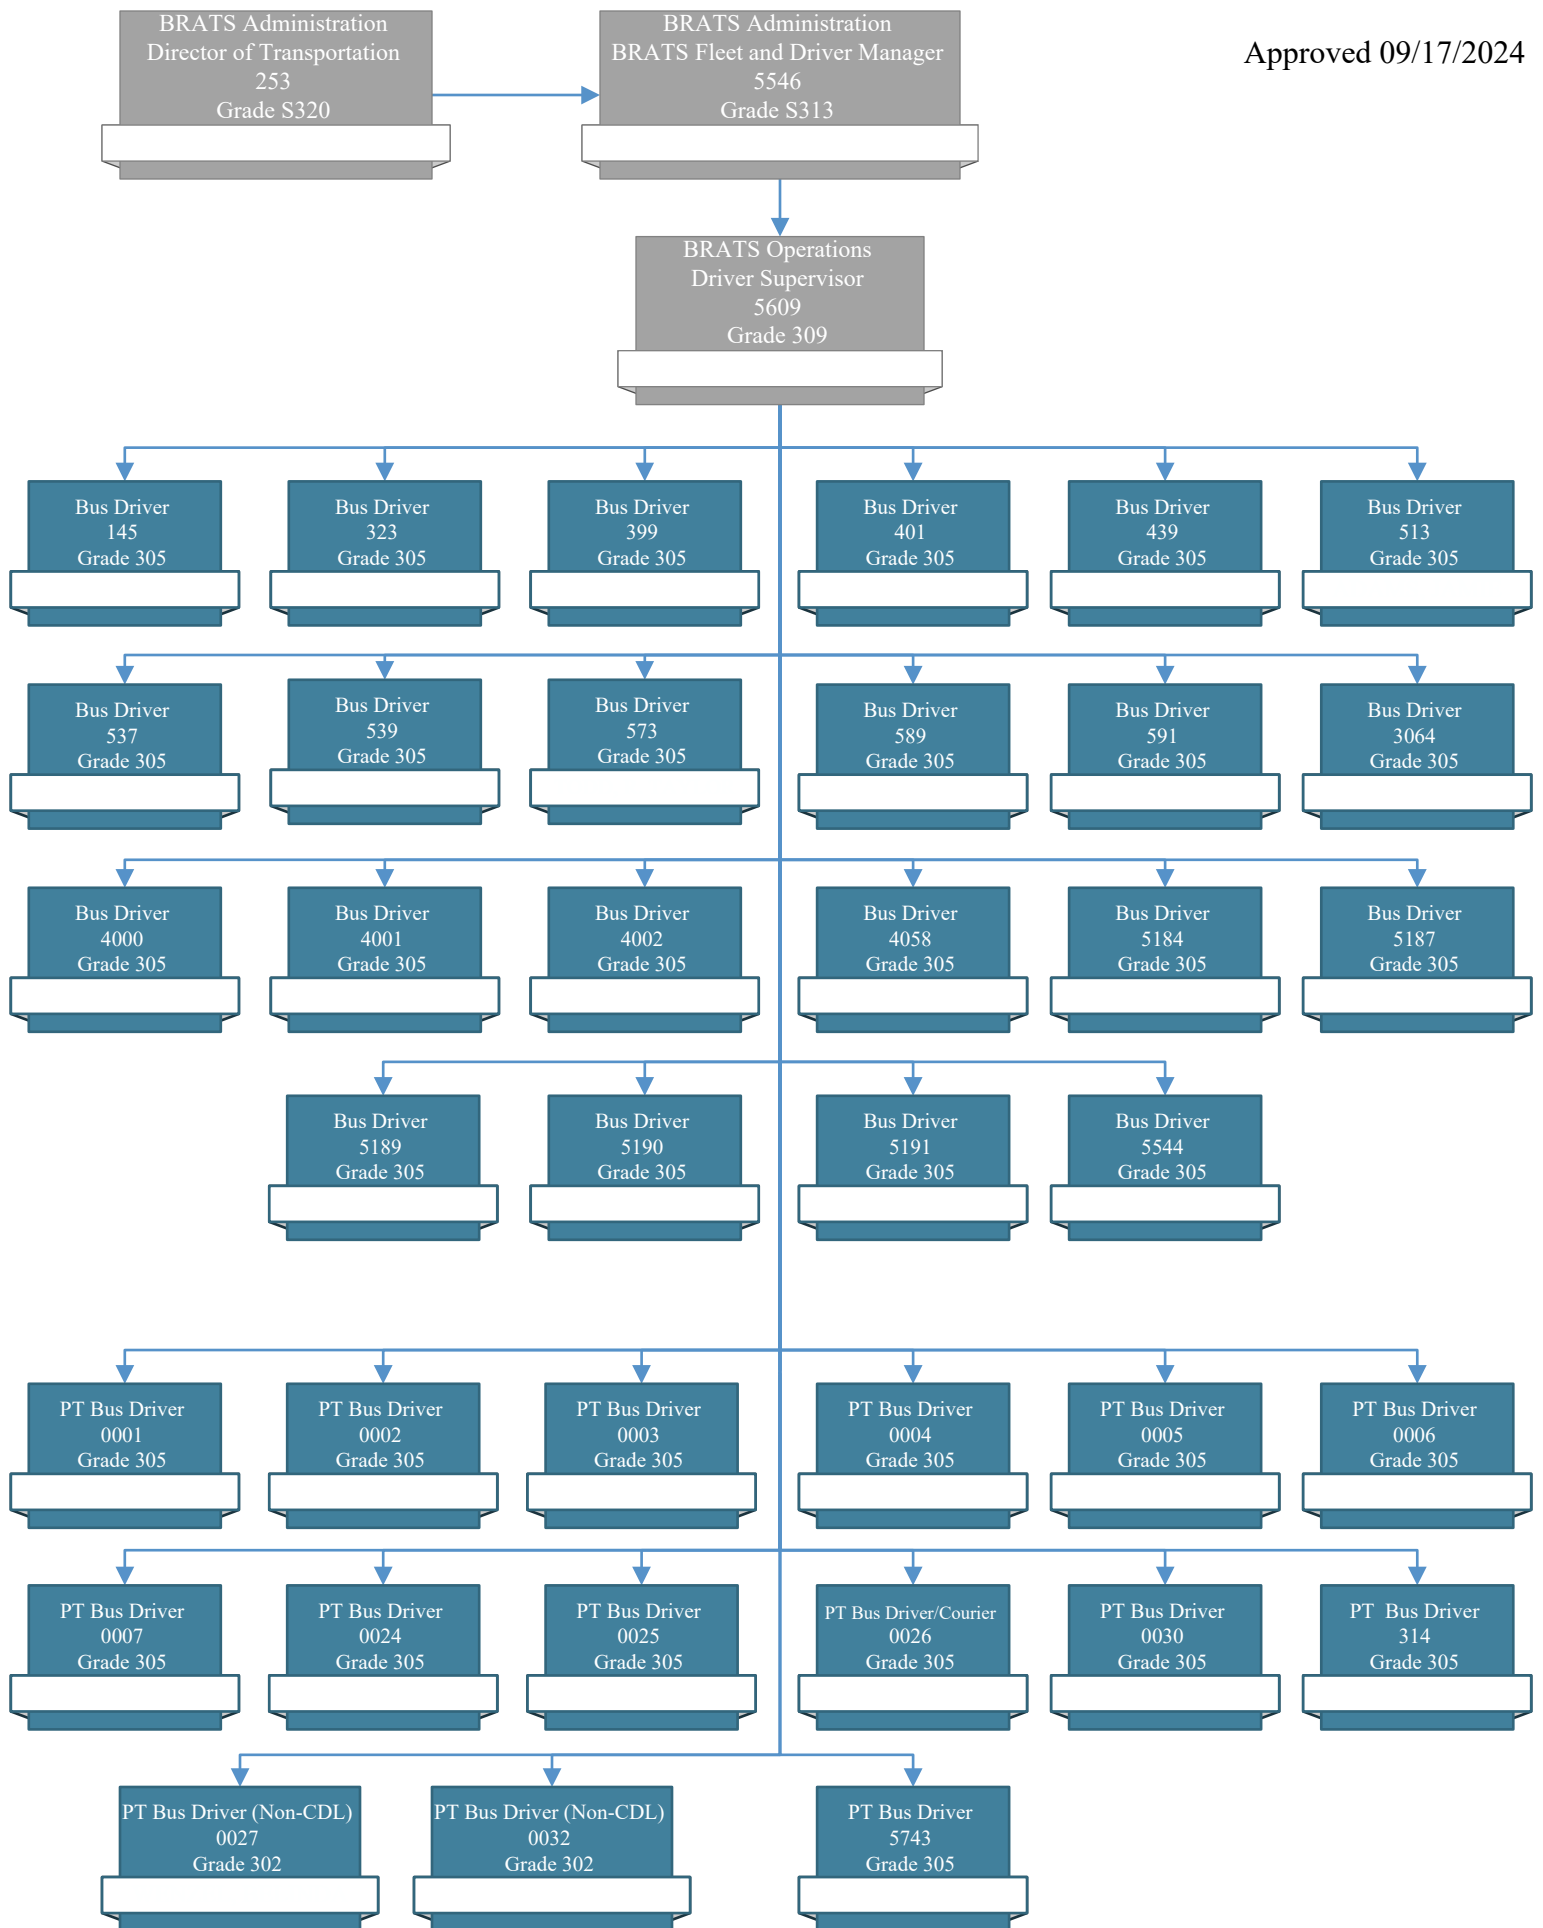 BRATS Administration
Director of Transportation
253
Grade S320
BRATS Administration
BRATS Fleet and Driver Manager
5546
Grade S313
Approved 09/17/2024
BRATS Operations
Driver Supervisor
5609
Grade 309
Bus Driver
145
Grade 305
Bus Driver
323
Grade 305
Bus Driver
399
Grade 305
Bus Driver
401
Grade 305
Bus Driver
439
Grade 305
Bus Driver
513
Grade 305
Bus Driver
537
Grade 305
Bus Driver
539
Grade 305
Bus Driver
573
Grade 305
Bus Driver
589
Grade 305
Bus Driver
591
Grade 305
Bus Driver
3064
Grade 305
Bus Driver
4000
Grade 305
Bus Driver
4001
Grade 305
Bus Driver
4002
Grade 305
Bus Driver
4058
Grade 305
Bus Driver
5184
Grade 305
Bus Driver
5187
Grade 305
Bus Driver
5189
Grade 305
Bus Driver
5190
Grade 305
Bus Driver
5191
Grade 305
Bus Driver
5544
Grade 305
PT Bus Driver
0001
Grade 305
PT Bus Driver
0002
Grade 305
PT Bus Driver
0003
Grade 305
PT Bus Driver
0004
Grade 305
PT Bus Driver
0005
Grade 305
PT Bus Driver
0006
Grade 305
PT Bus Driver
0007
Grade 305
PT Bus Driver
0024
Grade 305
PT Bus Driver
0025
Grade 305
PT Bus Driver/Courier
0026
Grade 305
PT Bus Driver
0030
Grade 305
PT Bus Driver
314
Grade 305
PT Bus Driver (Non-CDL)
0027
Grade 302
PT Bus Driver (Non-CDL)
0032
Grade 302
PT Bus Driver
5743
Grade 305